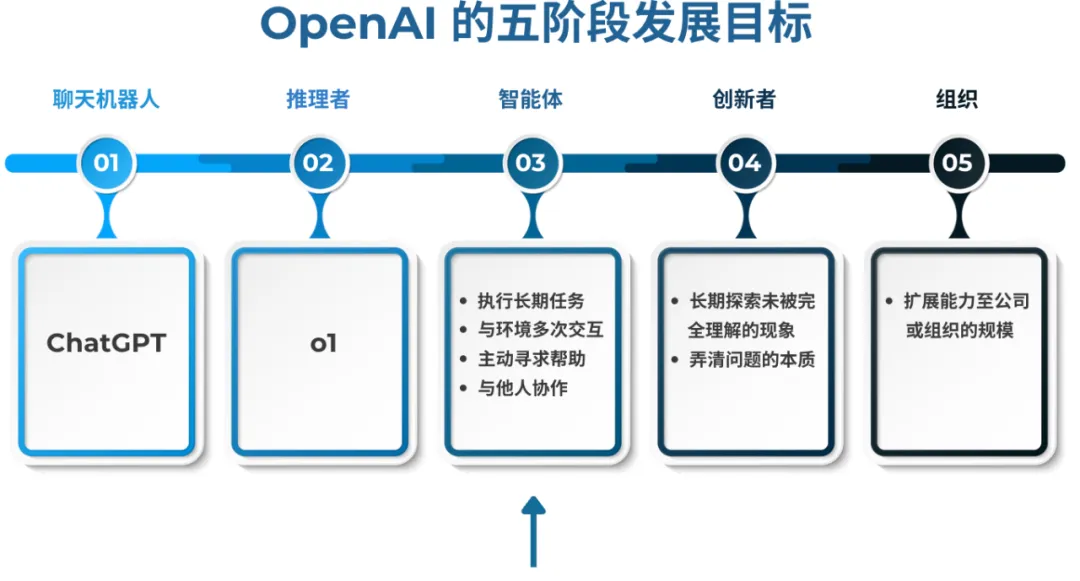 OpenAI 的五阶段发展目标
聊天机器人
推理者
智能体
创新者
组织
01
02
03
04
05
ChatGPT
o1
• 执行长期任务
• 与环境多次交互
• 主动寻求帮助
• 与他人协作
• 长期探索未被完
全理解的现象
• 弄清问题的本质
• 扩展能力至公司
或组织的规模